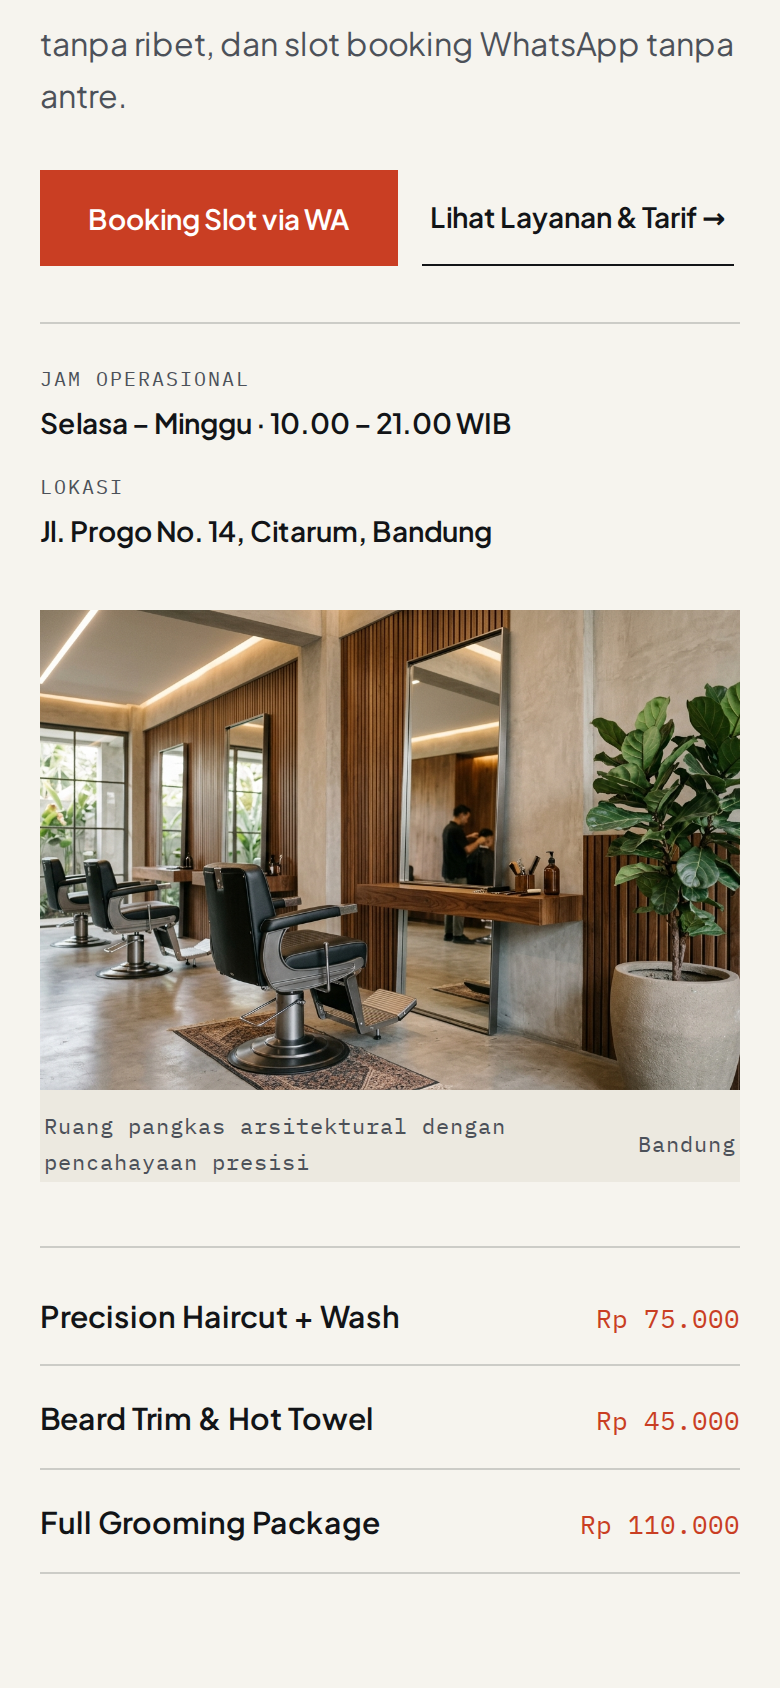 tanpa ribet, dan slot booking WhatsApp tanpa
antre.
Booking Slot via WA
Lihat Layanan & Tarif →
JAM OPERASIONAL
Selasa – Minggu · 10.00 – 21.00 WIB
LOKASI
Jl. Progo No. 14, Citarum, Bandung
Ruang pangkas arsitektural dengan
pencahayaan presisi
Bandung
Precision Haircut + Wash
Rp 75.000
Beard Trim & Hot Towel
Rp 45.000
Full Grooming Package
Rp 110.000